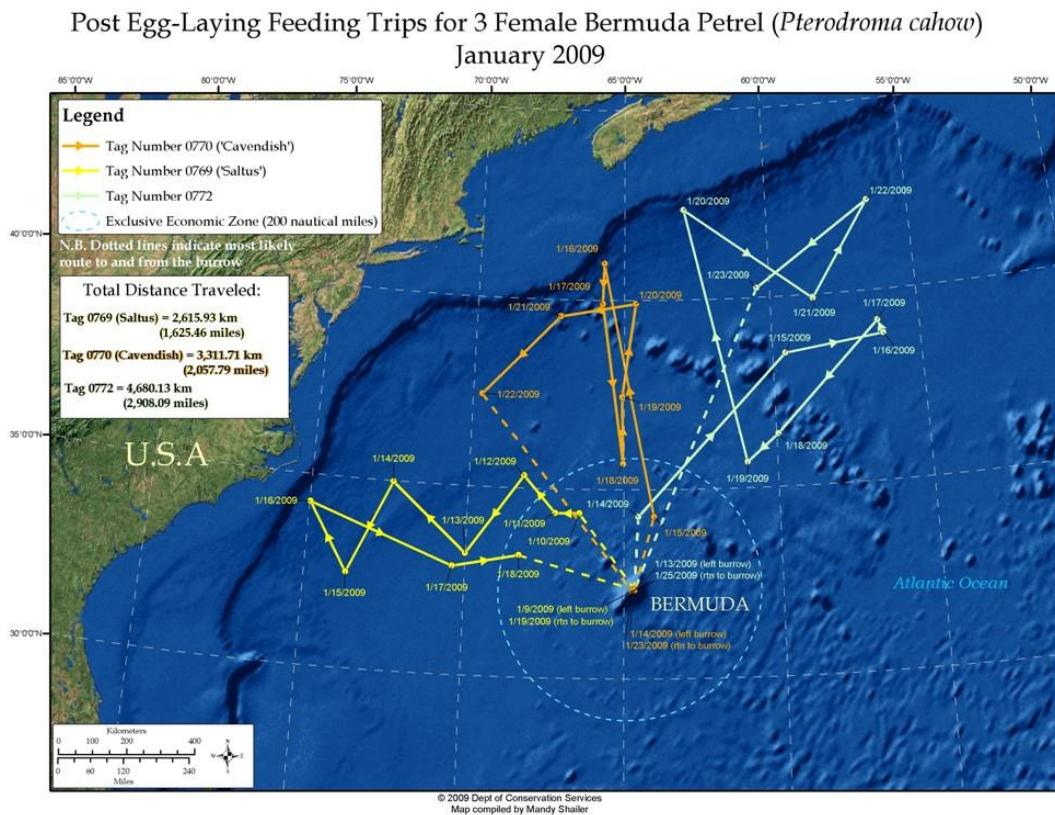 Post Egg-Laying Feeding Trips for 3 Female Bermuda Petrel (Pterodroma cahow)
January 2009
85°0'0"W
80°0'0"W
75°0'0"W
70°0'0"W
65°0'0"W
60°0'0"W
55°0'0"W
50°0'0"W
Legend
Tag Number 0770 ('Cavendish')
Tag Number 0769 ('Saltus')
Tag Number 0772
Exclusive Economic Zone (200 nautical miles)
N.B. Dotted lines indicate most likely
route to and from the burrow
Total Distance Traveled:
Tag 0769 (Saltus) = 2,615.93 km
(1,625.46 miles)
Tag 0770 (Cavendish) = 3,311.71 km
(2,057.79 miles)
Tag 0772 = 4,680.13 km
(2,908.09 miles)
40°0'0"N
35°0'0"N
30°0'0"N
1/22/2009
1/20/2009
1/16/2009
1/23/2009
1/17/2009
1/20/2009
1/21/2009
1/17/2009
1/21/2009
1/15/2009
1/16/2009
1/22/2009
1/19/2009
1/18/2009
U.S.A
1/14/2009
1/12/2009
1/18/2009
1/19/2009
1/16/2009
1/14/2009
1/13/2009
1/11/2009
1/15/2009
1/10/2009
1/13/2009 (left burrow)
1/25/2009 (rtn to burrow)
1/18/2009
1/17/2009
1/15/2009
Atlantic Ocean
BERMUDA
1/9/2009 (left burrow)
1/19/2009 (rtn to burrow)
1/14/2009 (left burrow)
1/23/2009 (rtn to burrow)
Kilometers
0 100 200 400
0 60 120 240
Miles
N
W E
S
© 2009 Dept of Conservation Services
Map compiled by Mandy Shailer